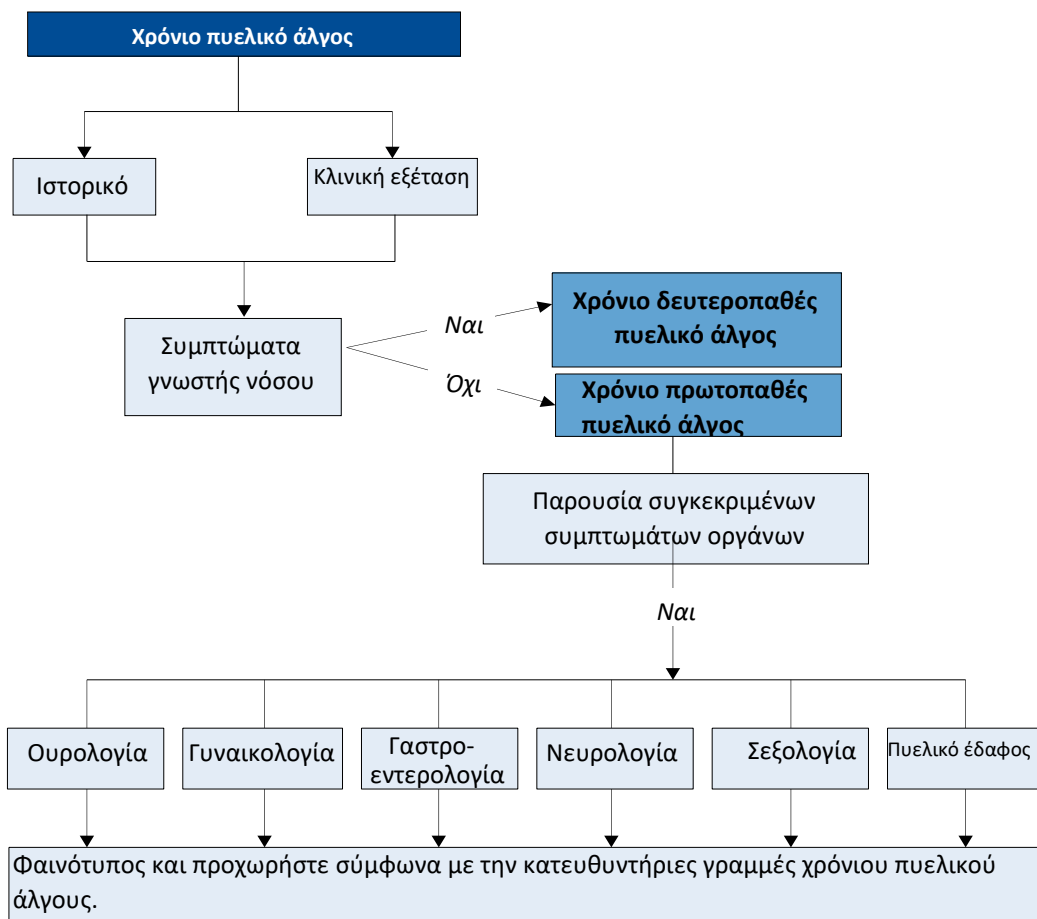 Χρόνιο πυελικό άλγος
Ιστορικό
Κλινική εξέταση
Συμπτώματα
γνωστής νόσου
Ναι
Όχι
Χρόνιο δευτεροπαθές
πυελικό άλγος
Χρόνιο πρωτοπαθές
πυελικό άλγος
Παρουσία συγκεκριμένων
συμπτωμάτων οργάνων
Ναι
Ουρολογία
Γυναικολογία
Γαστρο-
εντερολογία
Νευρολογία
Σεξολογία
Πυελικό έδαφος
Φαινότυπος και προχωρήστε σύμφωνα με την κατευθυντήριες γραμμές χρόνιου πυελικού
άλγους.